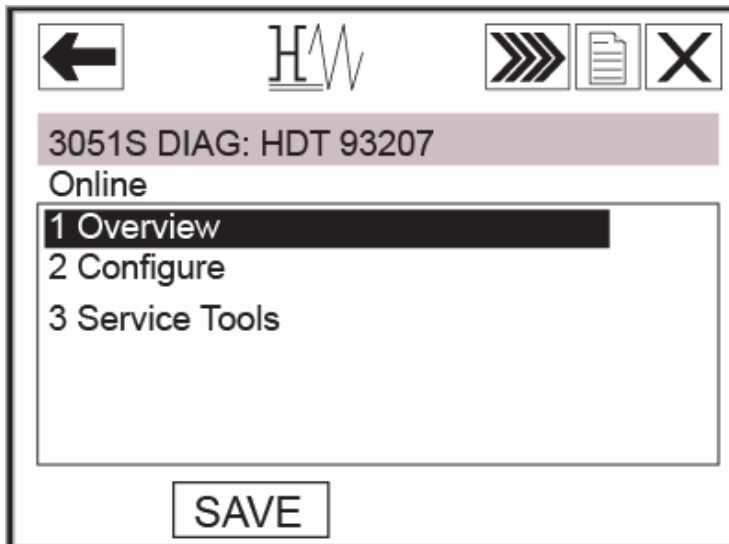 3051S DIAG: HDT 93207
Online
1 Overview
2 Configure
3 Service Tools
SAVE